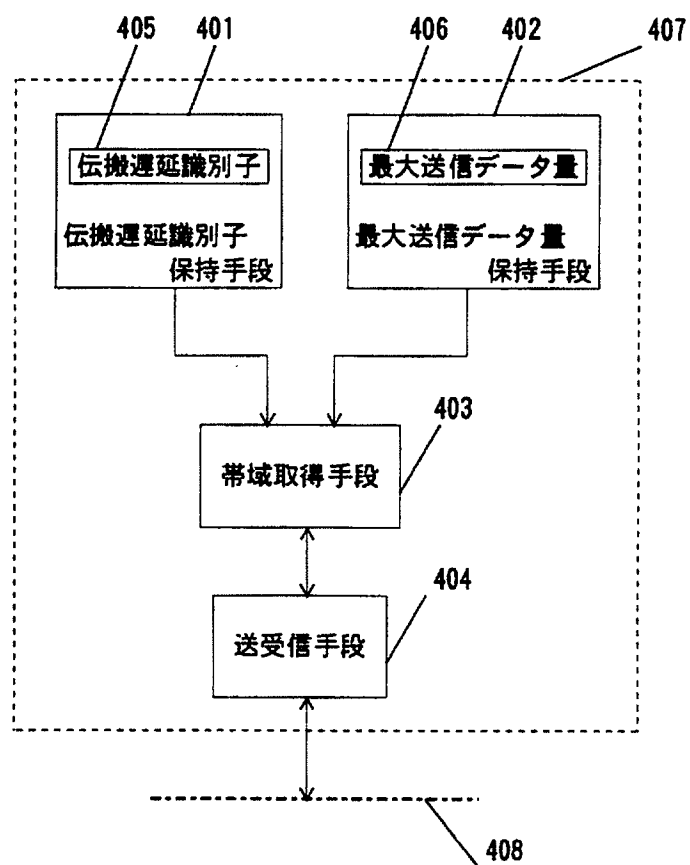 405 401 406 402 407
伝搬遅延識別子
最大送信データ量
伝搬遅延識別子
保持手段
最大送信データ量
保持手段
403
帯域取得手段
404
送受信手段
408